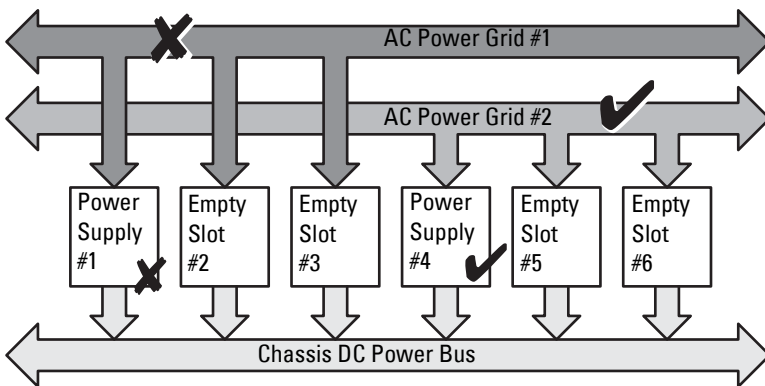 AC Power Grid #1
AC Power Grid #2
Power
Supply
#1
Empty
Slot
#2
Empty
Slot
#3
Power
Supply
#4
Empty
Slot
#5
Empty
Slot
#6
Chassis DC Power Bus